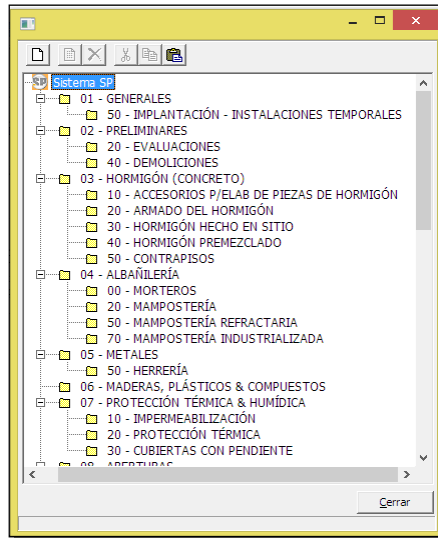 Sistema SP
01 - GENERALES
50 - IMPLANTACIÓN - INSTALACIONES TEMPORALES
02 - PRELIMINARES
20 - EVALUACIONES
40 - DEMOLICIONES
03 - HORMIGÓN (CONCRETO)
10 - ACCESORIOS P/ELAB DE PIEZAS DE HORMIGÓN
20 - ARMADO DEL HORMIGÓN
30 - HORMIGÓN HECHO EN SITIO
40 - HORMIGÓN PREMEZCLADO
50 - CONTRAPISOS
04 - ALBAÑILERÍA
00 - MORTEROS
20 - MAMPOSTERÍA
50 - MAMPOSTERÍA REFRACTARIA
70 - MAMPOSTERÍA INDUSTRIALIZADA
05 - METALES
50 - HERRERÍA
06 - MADERAS, PLÁSTICOS & COMPUESTOS
07 - PROTECCIÓN TÉRMICA & HUMÍDICA
10 - IMPERMEABILIZACIÓN
20 - PROTECCIÓN TÉRMICA
30 - CUBIERTAS CON PENDIENTE
08 - ABERTURAS
Cerrar